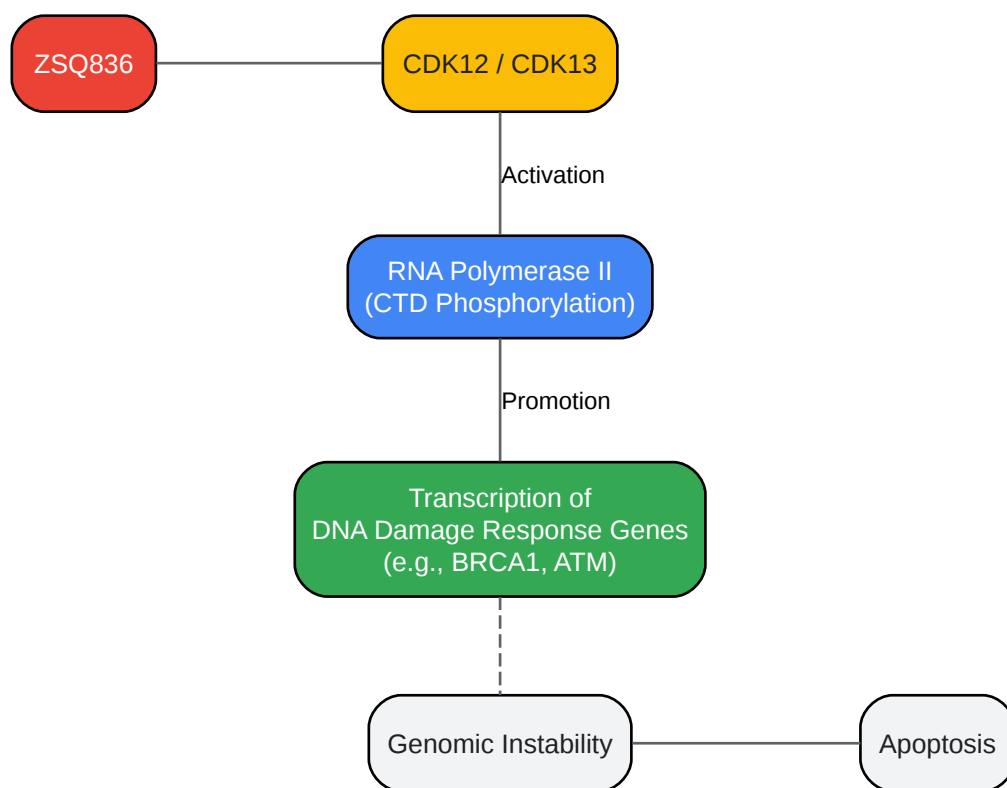 ZSQ836
CDK12 / CDK13
Activation
RNA Polymerase II
(CTD Phosphorylation)
Promotion
Transcription of
DNA Damage Response Genes
(e.g., BRCA1, ATM)
Genomic Instability
Apoptosis